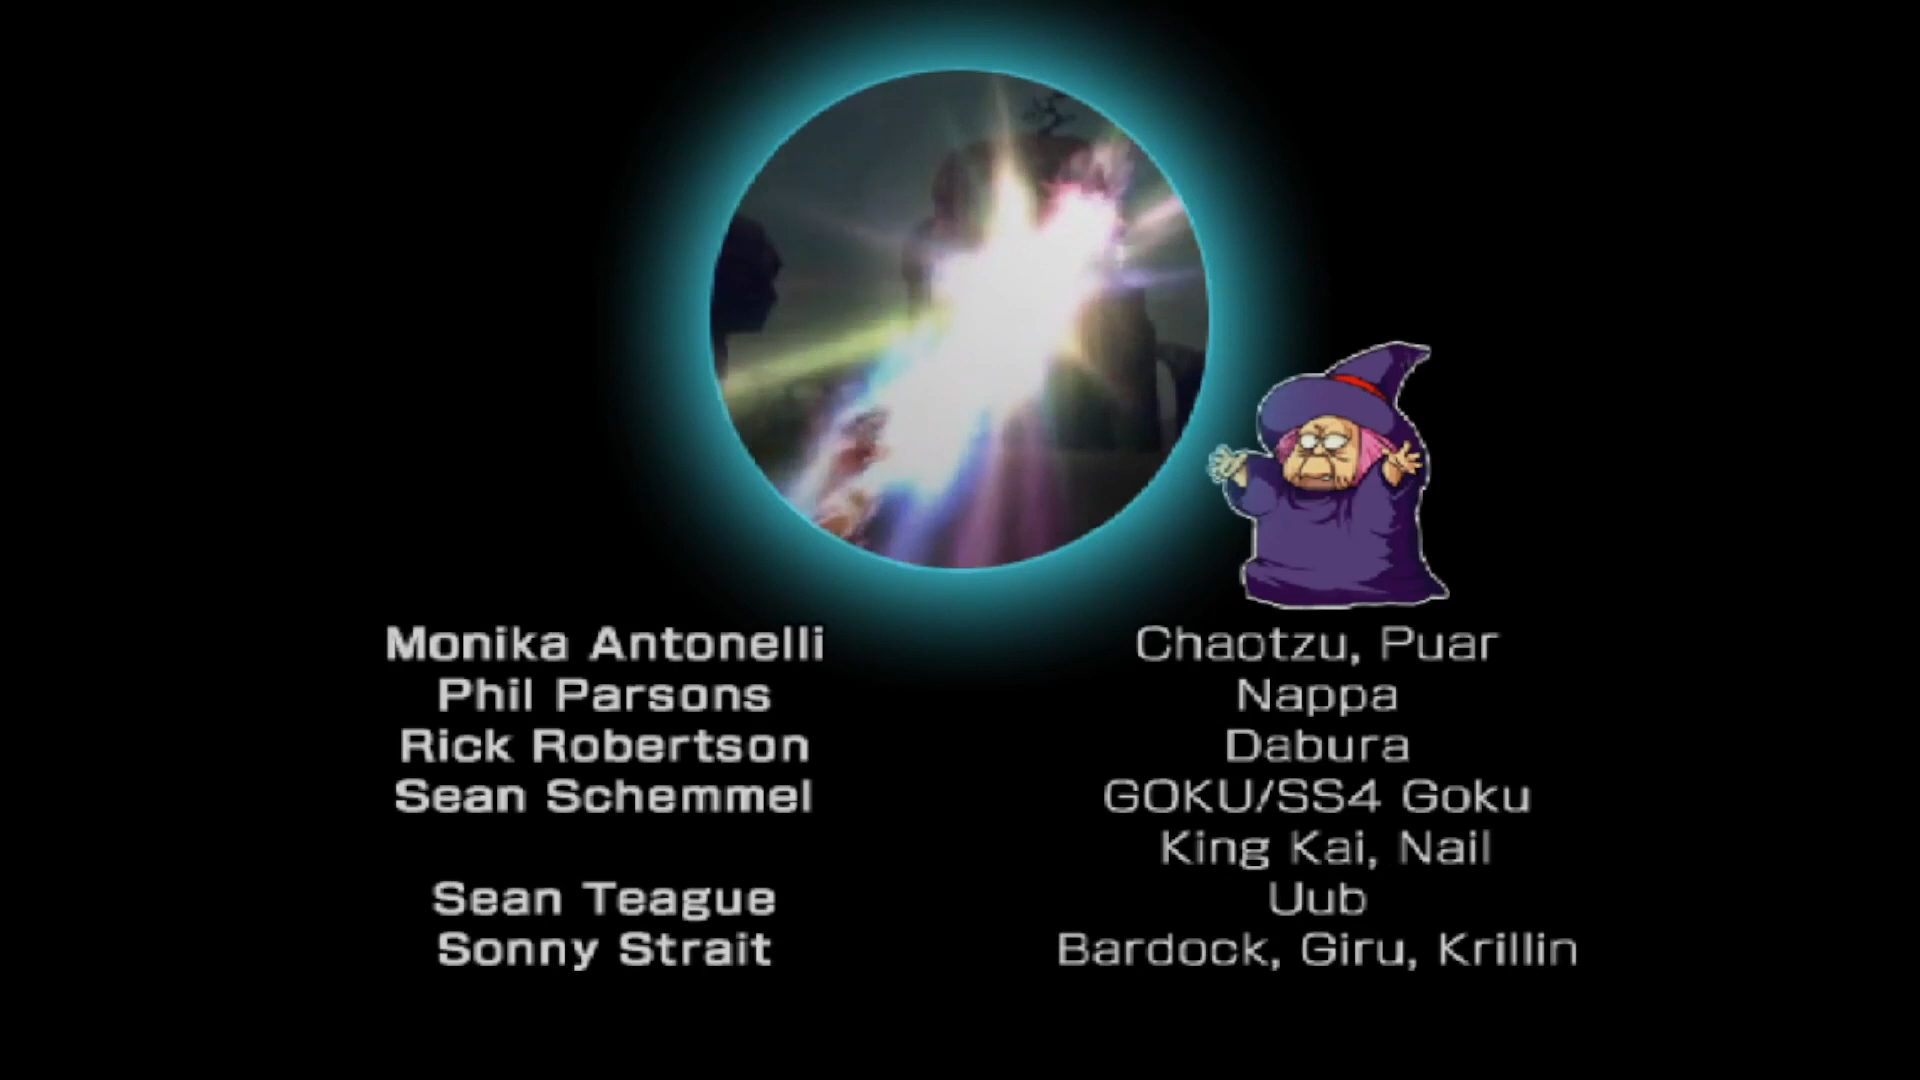 Monika Antonelli Chaotzu, Puar
Phil Parsons Nappa
Rick Robertson Dabura
Sean Schemmel GOKU/SS4 Goku
King Kai, Nail
Sean Teague Uub
Sonny Strait Bardock, Giru, Krillin